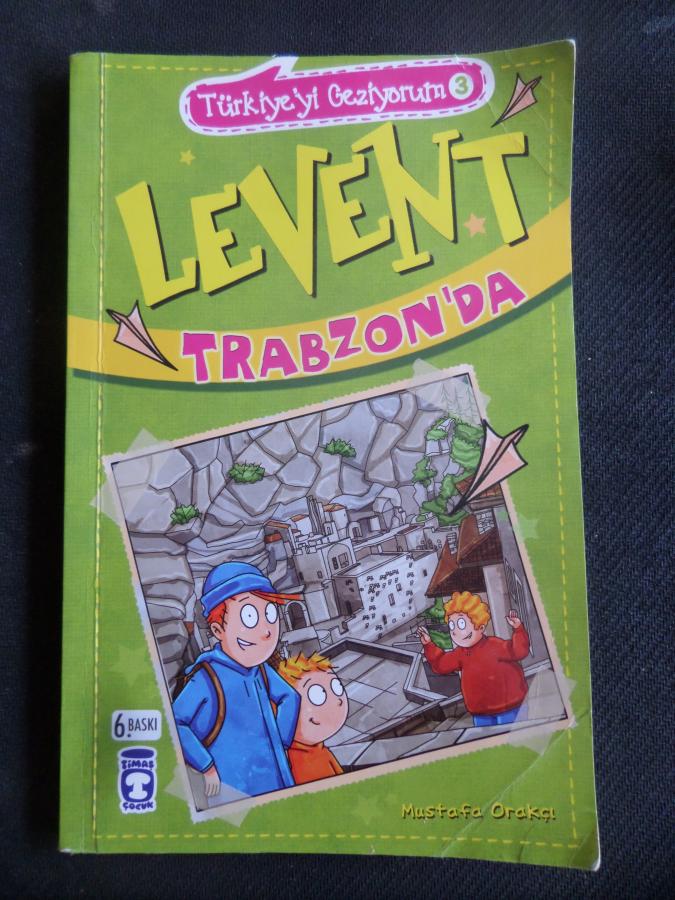 Türkiye'yi Geziyorum 3
LEVENT
TRABZON'DA
6. BASKI
TİMAŞ
ÇOCUK
Mustafa Orakçı